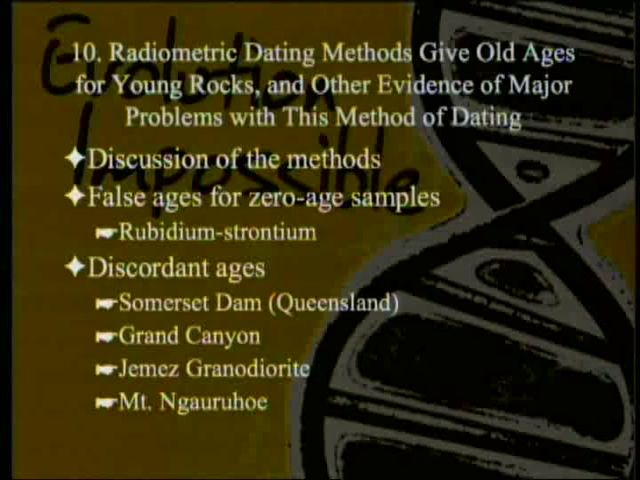 10. Radiometric Dating Methods Give Old Ages
for Young Rocks, and Other Evidence of Major
Problems with This Method of Dating
Evolution
Impossible
Discussion of the methods
False ages for zero-age samples
Rubidium-strontium
Discordant ages
Somerset Dam (Queensland)
Grand Canyon
Jemez Granodiorite
Mt. Ngauruhoe